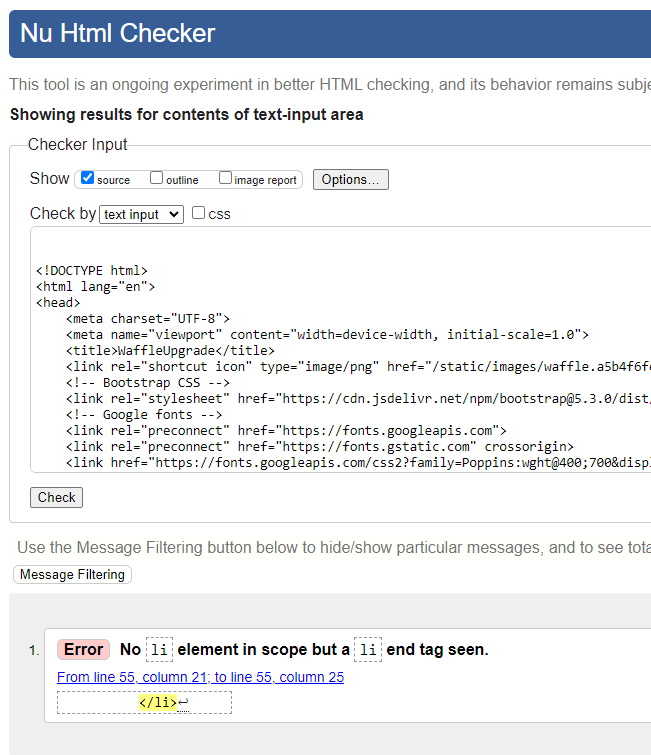 Nu Html Checker
This tool is an ongoing experiment in better HTML checking, and its behavior remains
Showing results for contents of text-input area
Checker Input
Show source outline image report Options...
Check by text input css
<!DOCTYPE html>
<html lang="en">
<head>
<meta charset="UTF-8">
<meta name="viewport" content="width=device-width, initial-scale=1.0">
<title>WaffleUpgrade</title>
<link rel="shortcut icon" type="image/png" href="/static/images/waffle.a5b4f6f
<!-- Bootstrap CSS -->
<link rel="stylesheet" href="https://cdn.jsdelivr.net/npm/bootstrap@5.3.0/dist/
<!-- Google fonts -->
<link rel="preconnect" href="https://fonts.googleapis.com">
<link rel="preconnect" href="https://fonts.gstatic.com" crossorigin>
<link href="https://fonts.googleapis.com/css2?family=Poppins:wght@400;700&displ
Check
Use the Message Filtering button below to hide/show particular messages, and to see
Message Filtering
1. Error No li element in scope but a li end tag seen.
From line 55, column 21; to line 55, column 25
</li>↩